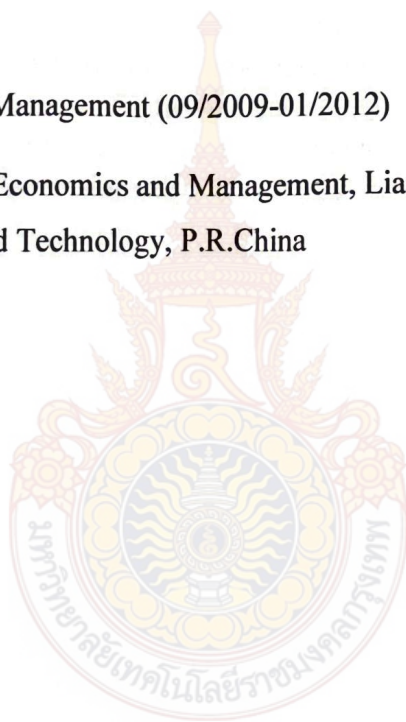 Management (09/2009-01/2012)
Economics and Management, Lia
d Technology, P.R.China
มหาวิทยาลัยเทคโนโลยีราชมงคลกรุงเทพ